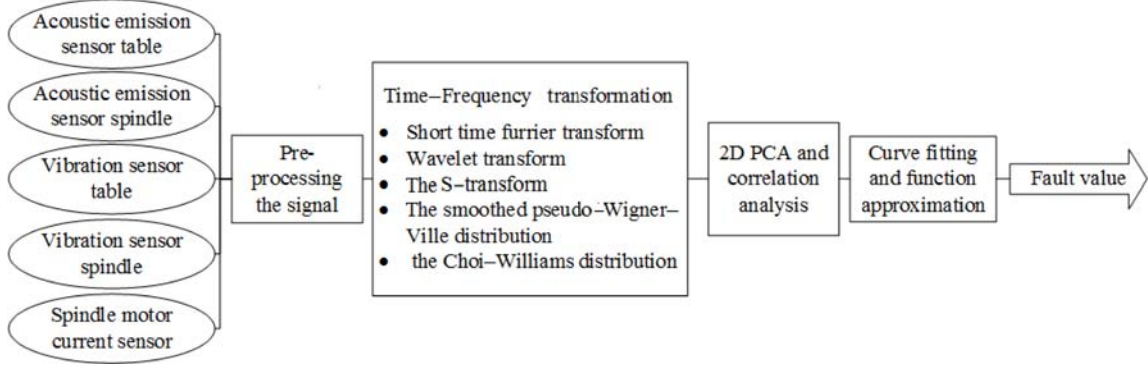 Acoustic emission
sensor table
Acoustic emission
sensor spindle
Vibration sensor
table
Vibration sensor
spindle
Spindle motor
current sensor
Pre-
processing
the signal
Time–Frequency transformation
• Short time furrier transform
• Wavelet transform
• The S–transform
• The smoothed pseudo–Wigner–
Ville distribution
• the Choi–Williams distribution
2D PCA and
correlation
analysis
Curve fitting
and function
approximation
Fault value